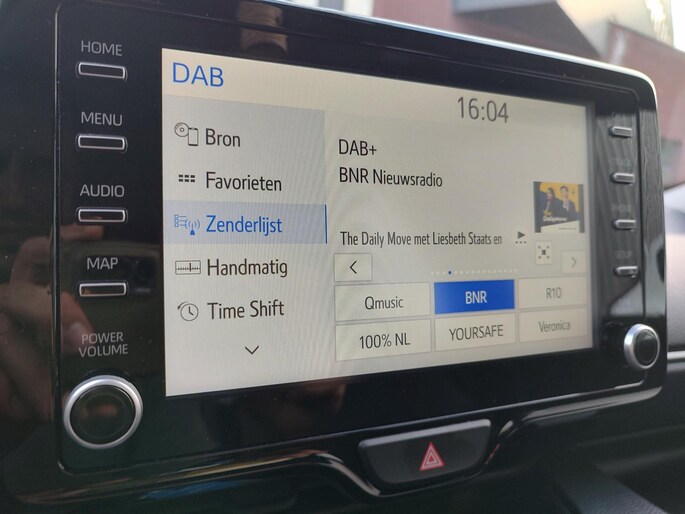 HOME
MENU
AUDIO
MAP
POWER
VOLUME
DAB
16:04
Bron
Favorieten
Zenderlijst
Handmatig
Time Shift
DAB+
BNR Nieuwsradio
The Daily Move met Liesbeth Staats en
Qmusic
BNR
R10
100% NL
YOURSAFE
Veronica